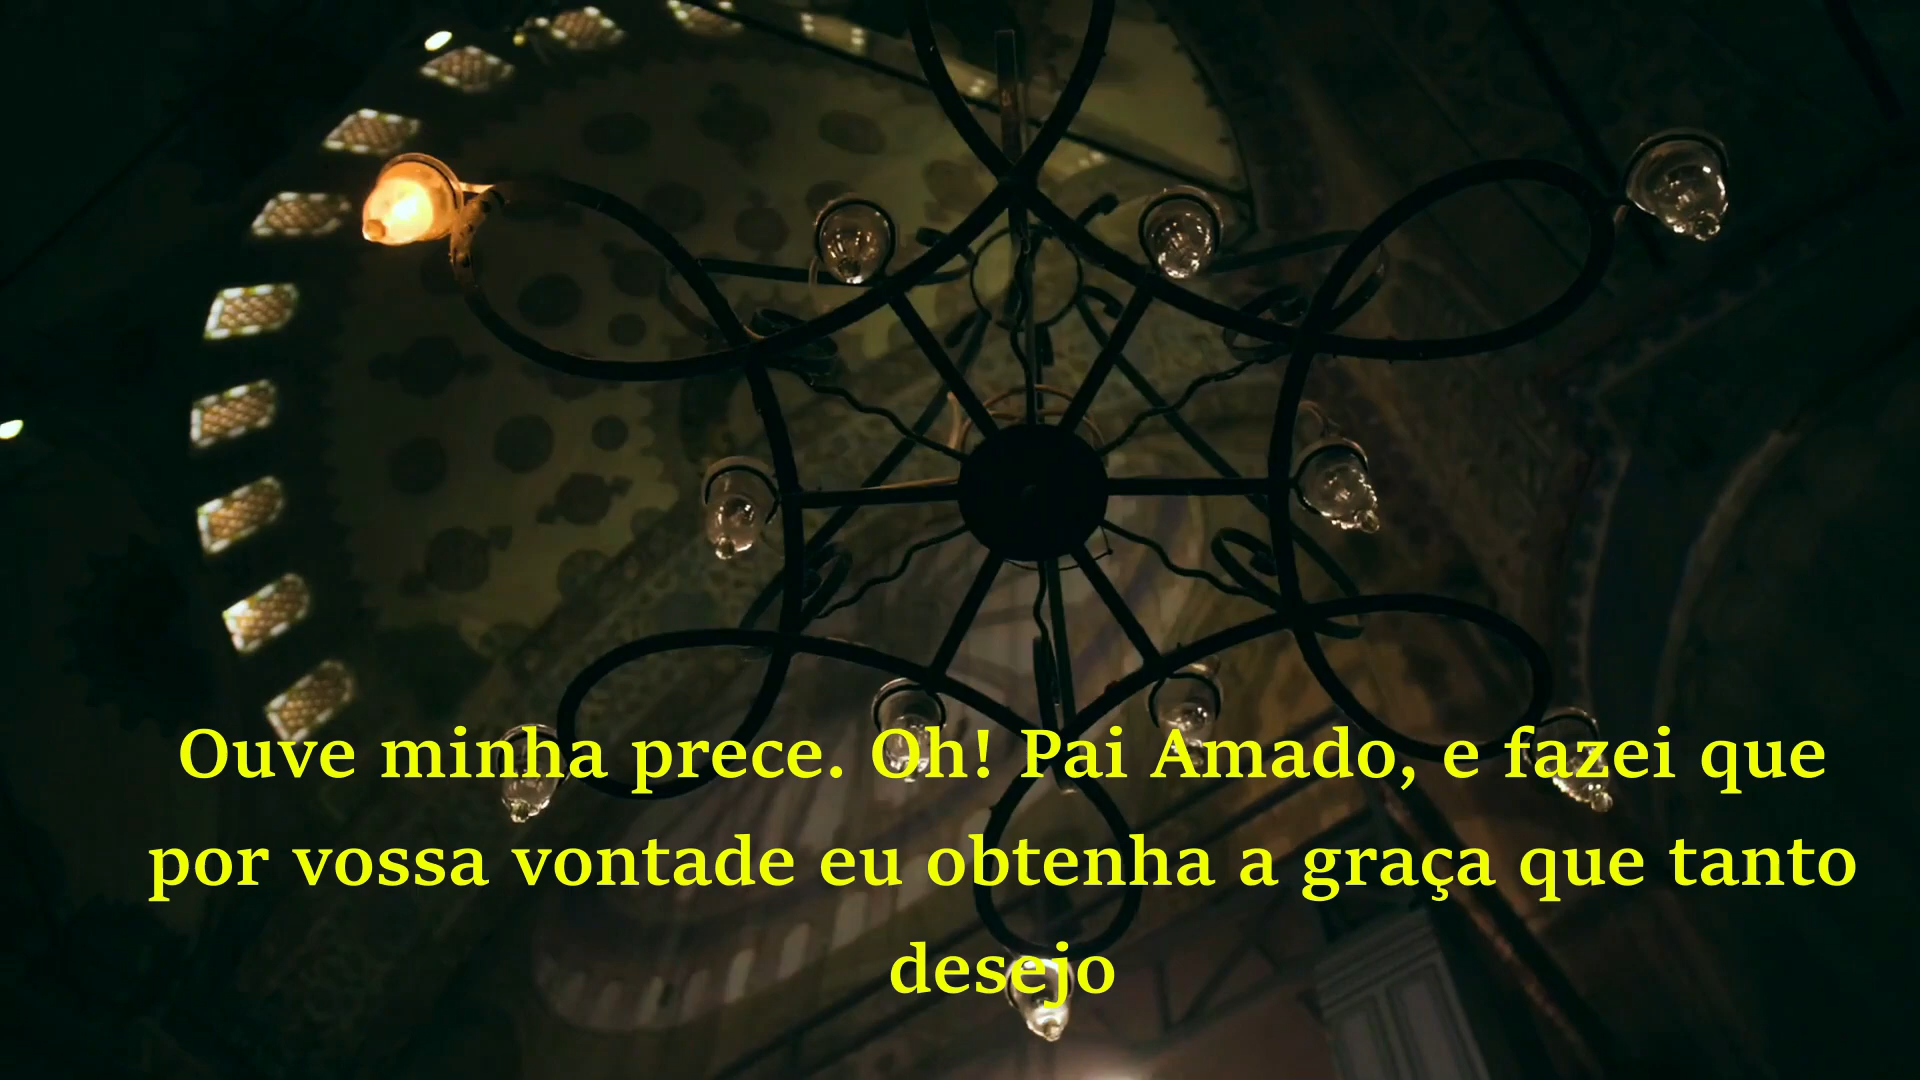 Ouve minha prece. Oh! Pai Amado, e fazei que
por vossa vontade eu obtenha a graça que tanto
desejo